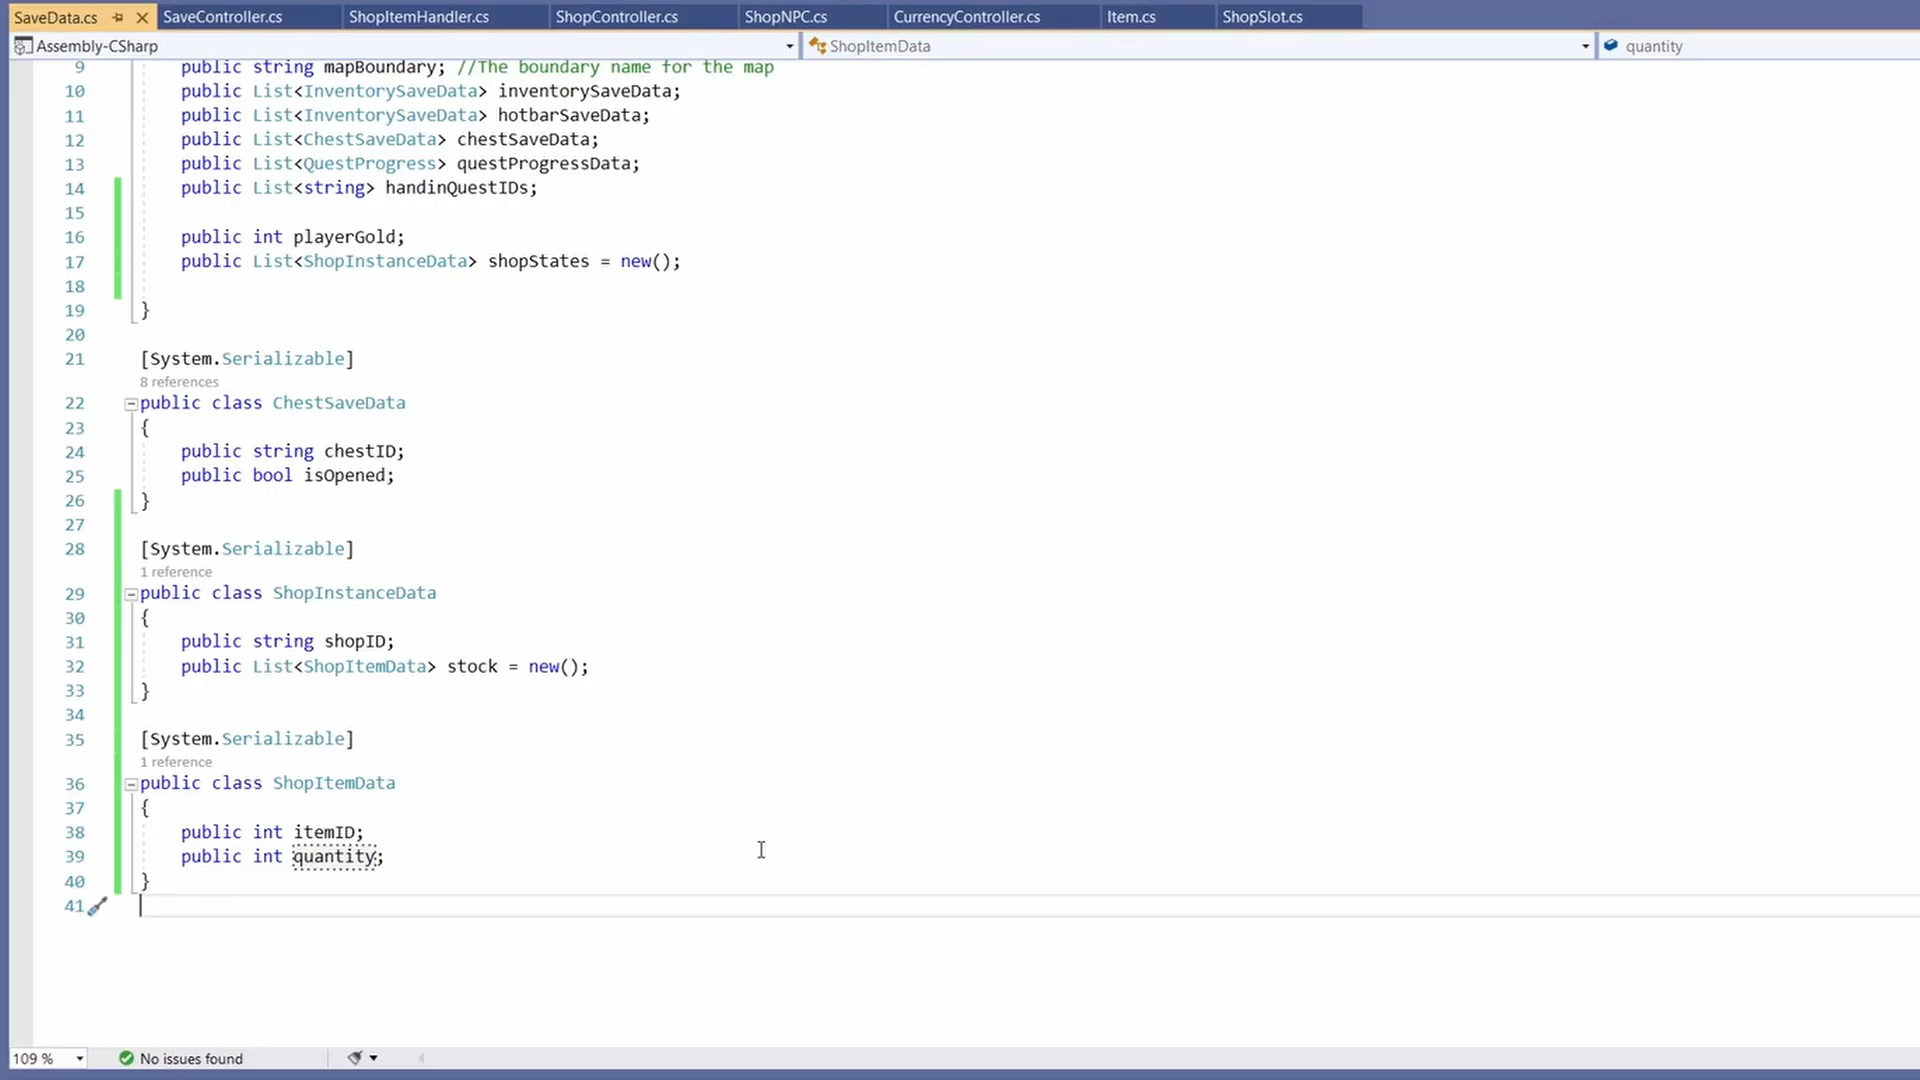 SaveData.cs SaveController.cs ShopItemHandler.cs ShopController.cs ShopNPC.cs CurrencyController.cs Item.cs ShopSlot.cs
Assembly-CSharp ShopItemData quantity
9 public string mapBoundary; //The boundary name for the map
10 public List<InventorySaveData> inventorySaveData;
11 public List<InventorySaveData> hotbarSaveData;
12 public List<ChestSaveData> chestSaveData;
13 public List<QuestProgress> questProgressData;
14 public List<string> handinQuestIDs;
15
16 public int playerGold;
17 public List<ShopInstanceData> shopStates = new();
18
19 }
20
21 [System.Serializable]
8 references
22 public class ChestSaveData
23 {
24 public string chestID;
25 public bool isOpened;
26 }
27
28 [System.Serializable]
1 reference
29 public class ShopInstanceData
30 {
31 public string shopID;
32 public List<ShopItemData> stock = new();
33 }
34
35 [System.Serializable]
1 reference
36 public class ShopItemData
37 {
38 public int itemID;
39 public int quantity;
40 }
41
109 % No issues found